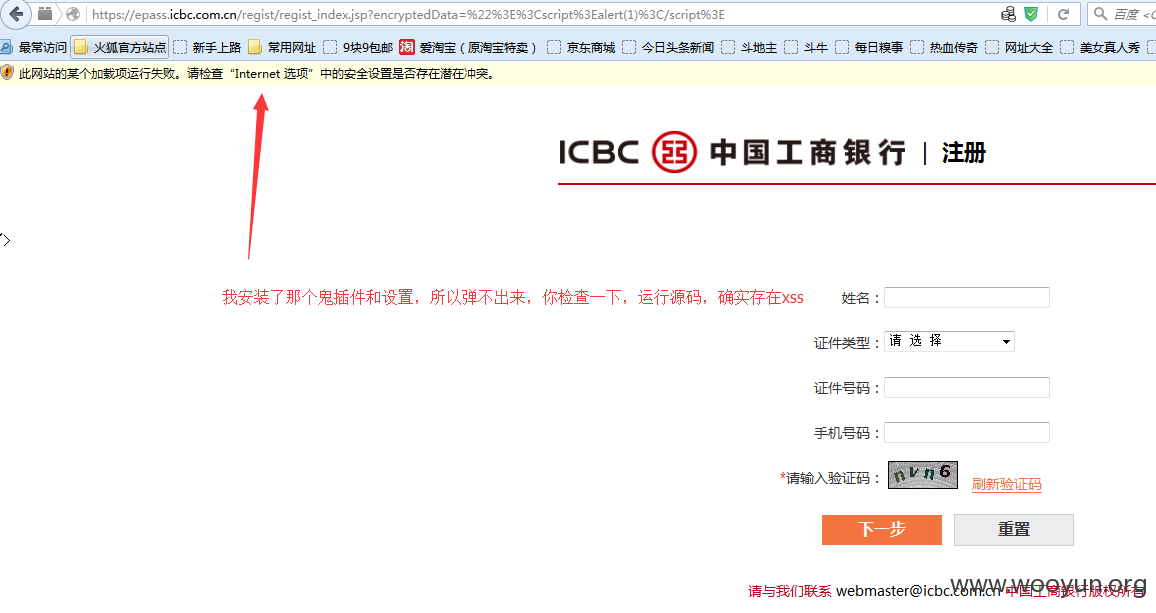 https://epass.icbc.com.cn/regist/regist_index.jsp?encryptedData=%22%3E%3Cscript%3Ealert(1)%3C/script%3E
百度 <C
最常访问 火狐官方站点 新手上路 常用网址 9块9包邮 淘 爱淘宝（原淘宝特卖） 京东商城 今日头条新闻 斗地主 斗牛 每日糗事 热血传奇 网址大全 美女真人秀
此网站的某个加载项运行失败。请检查“Internet 选项”中的安全设置是否存在潜在冲突。
ICBC 中国工商银行 | 注册
我安装了那个鬼插件和设置，所以弹不出来，你检查一下，运行源码，确实存在xss
姓名：
证件类型： 请 选 择
证件号码：
手机号码：
*请输入验证码： nvn6 刷新验证码
下一步 重置
www.wooyun.org
请与我们联系 webmaster@icbc.com.cn 中国工商银行版权所有